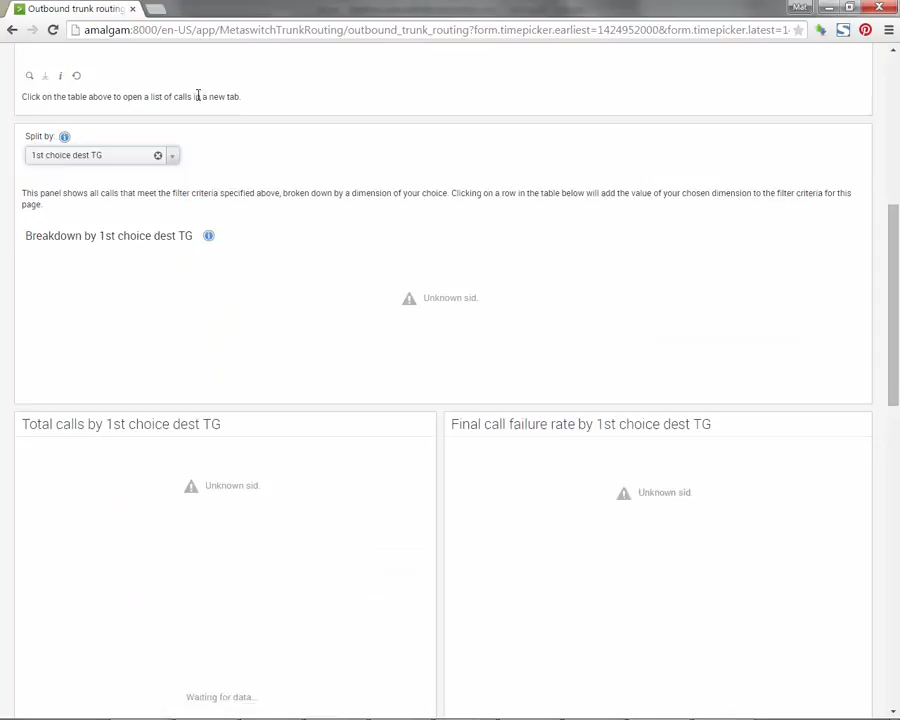 Outbound trunk routing
Mat
amalgam:8000/en-US/app/MetaswitchTrunkRouting/outbound_trunk_routing?form.timepicker.earliest=1424952000&form.timepicker.latest=1
Click on the table above to open a list of calls in a new tab.
Split by:
1st choice dest TG
This panel shows all calls that meet the filter criteria specified above, broken down by a dimension of your choice. Clicking on a row in the table below will add the value of your chosen dimension to the filter criteria for this
page.
Breakdown by 1st choice dest TG
Unknown sid.
Total calls by 1st choice dest TG
Final call failure rate by 1st choice dest TG
Unknown sid.
Unknown sid.
Waiting for data...